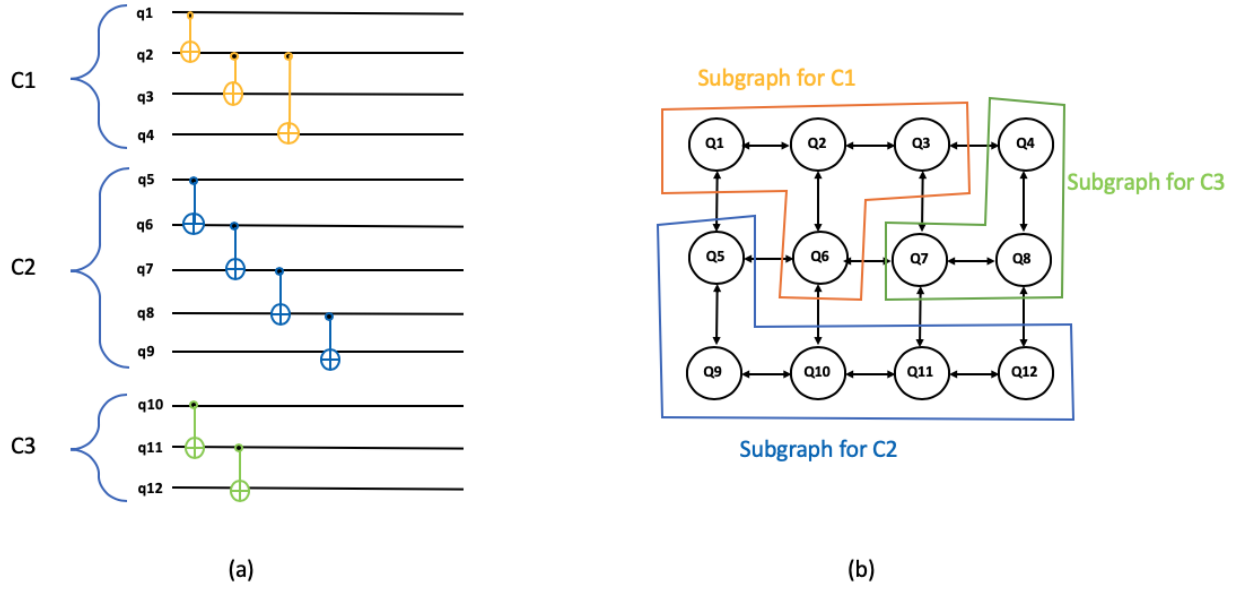 C1
q1
q2
q3
q4
C2
q5
q6
q7
q8
q9
C3
q10
q11
q12
(a)
Subgraph for C1
Q1 Q2 Q3 Q4
Subgraph for C3
Q5 Q6 Q7 Q8
Q9 Q10 Q11 Q12
Subgraph for C2
(b)